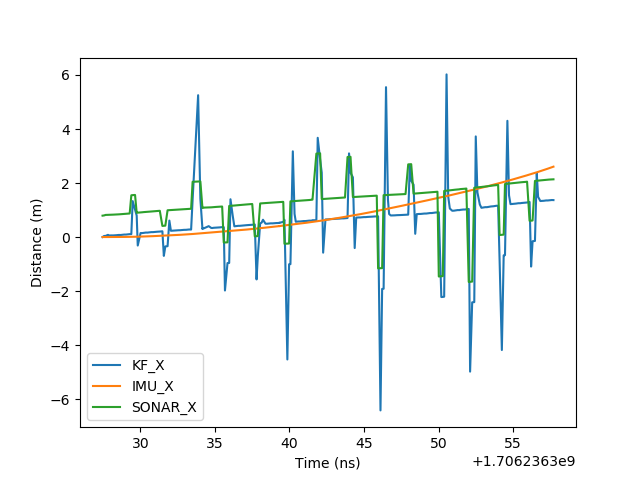 6
4
2
0
−2
−4
−6
Distance (m)
KF_X
IMU_X
SONAR_X
30 35 40 45 50 55
Time (ns)
+1.7062363e9